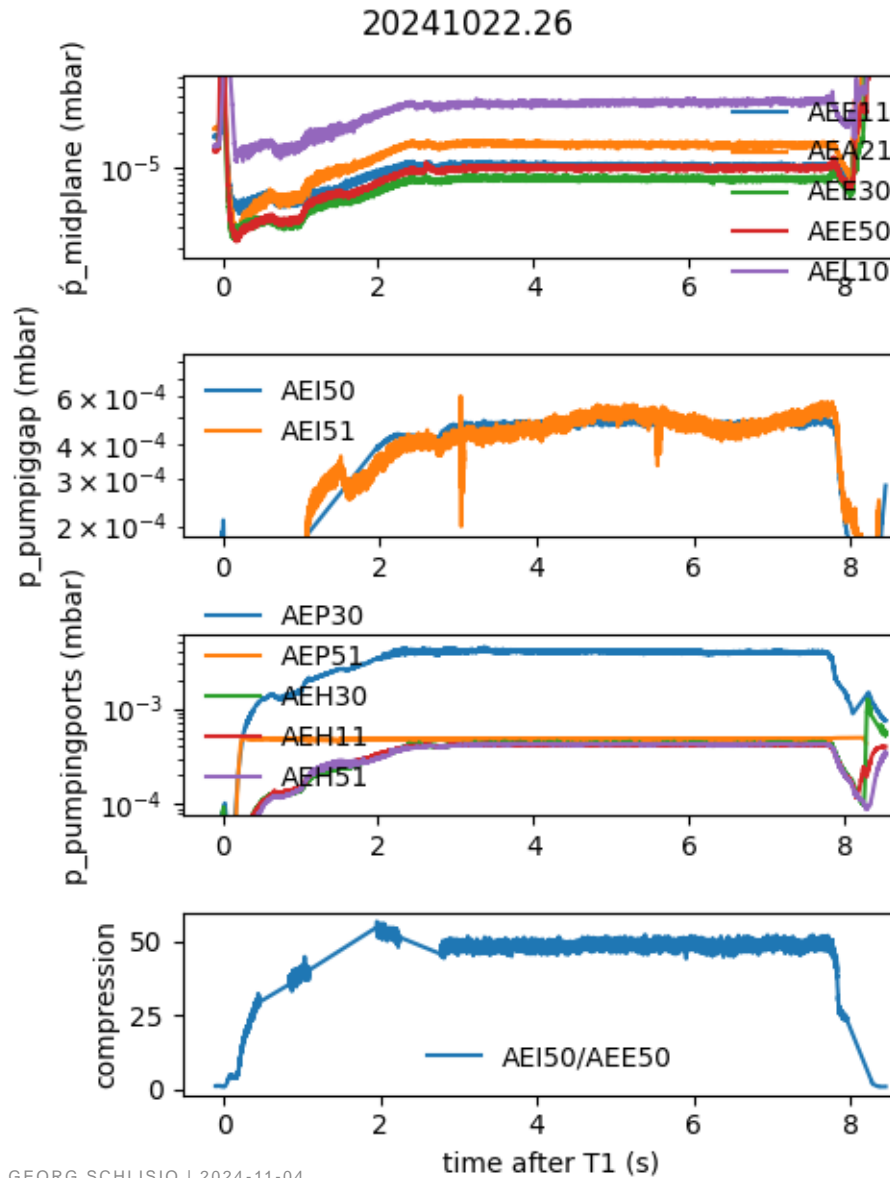 20241022.26
ṕ_midplane (mbar)
10⁻⁵
AEE11
AEA21
AEE30
AEE50
AEL10
0 2 4 6 8
p_pumpiggap (mbar)
6 × 10⁻⁴
4 × 10⁻⁴
3 × 10⁻⁴
2 × 10⁻⁴
AEI50
AEI51
0 2 4 6 8
p_pumpingports (mbar)
10⁻³
10⁻⁴
AEP30
AEP51
AEH30
AEH11
AEH51
0 2 4 6 8
compression
50
25
0
AEI50/AEE50
0 2 4 6 8
time after T1 (s)
GEORG SCHLISIO | 2024-11-04